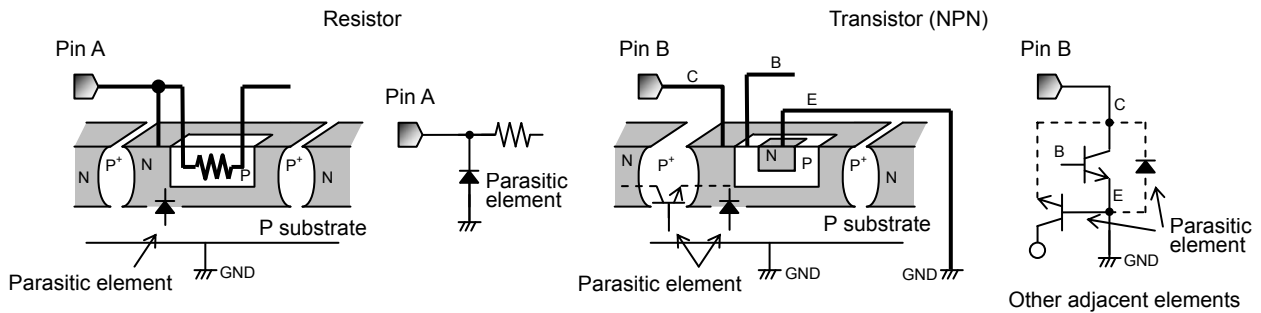 Resistor
Transistor (NPN)
Pin A
Pin A
Pin B
Pin B
C
B
E
C
B
E
N
P+
N
P
P+
N
Parasitic
element
P substrate
GND
Parasitic element
N
P+
N
P
P+
N
P substrate
GND
GND
Parasitic element
Parasitic
element
GND
Other adjacent elements